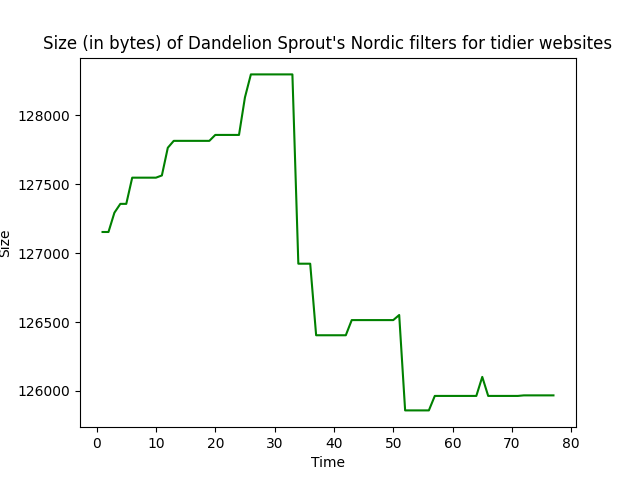 Size (in bytes) of Dandelion Sprout's Nordic filters for tidier websites
128000
127500
127000
126500
126000
Size
0 10 20 30 40 50 60 70 80
Time